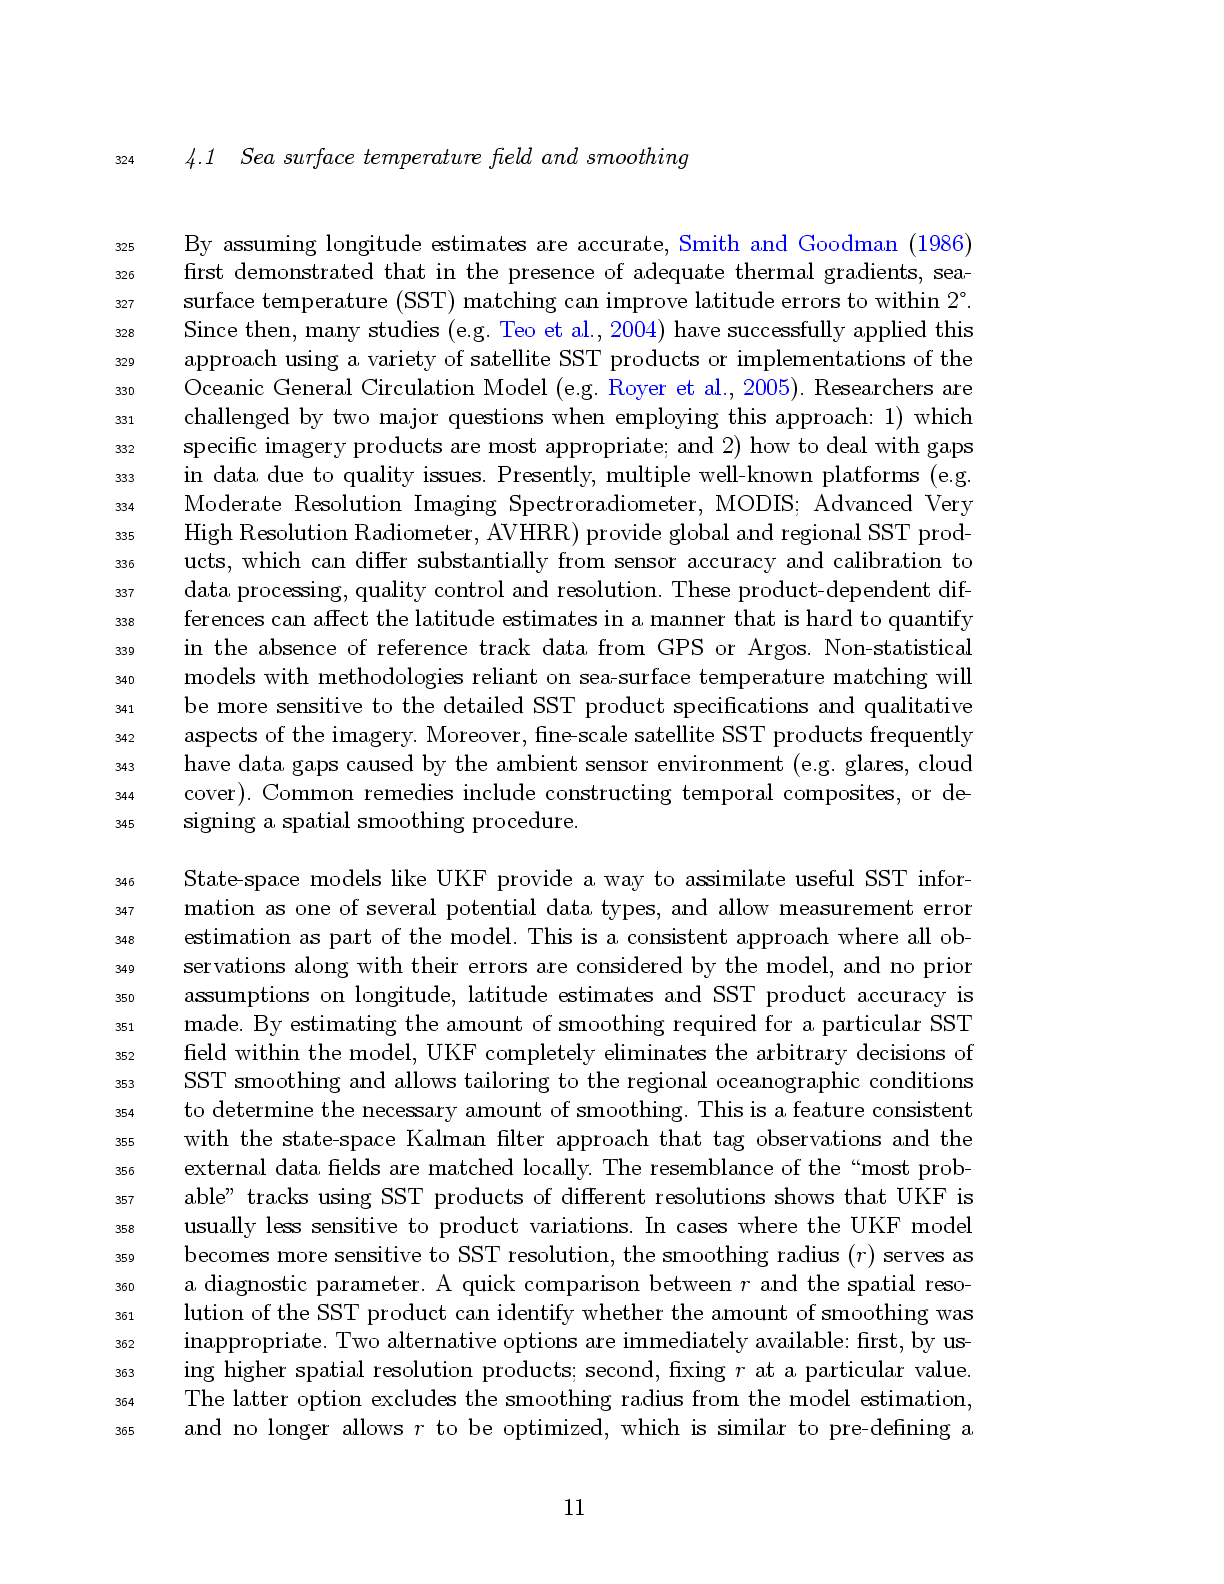 324 4.1 Sea surface temperature field and smoothing
325 By assuming longitude estimates are accurate, Smith and Goodman (1986)
326 first demonstrated that in the presence of adequate thermal gradients, sea-
327 surface temperature (SST) matching can improve latitude errors to within 2°.
328 Since then, many studies (e.g. Teo et al., 2004) have successfully applied this
329 approach using a variety of satellite SST products or implementations of the
330 Oceanic General Circulation Model (e.g. Royer et al., 2005). Researchers are
331 challenged by two major questions when employing this approach: 1) which
332 specific imagery products are most appropriate; and 2) how to deal with gaps
333 in data due to quality issues. Presently, multiple well-known platforms (e.g.
334 Moderate Resolution Imaging Spectroradiometer, MODIS; Advanced Very
335 High Resolution Radiometer, AVHRR) provide global and regional SST prod-
336 ucts, which can differ substantially from sensor accuracy and calibration to
337 data processing, quality control and resolution. These product-dependent dif-
338 ferences can affect the latitude estimates in a manner that is hard to quantify
339 in the absence of reference track data from GPS or Argos. Non-statistical
340 models with methodologies reliant on sea-surface temperature matching will
341 be more sensitive to the detailed SST product specifications and qualitative
342 aspects of the imagery. Moreover, fine-scale satellite SST products frequently
343 have data gaps caused by the ambient sensor environment (e.g. glares, cloud
344 cover). Common remedies include constructing temporal composites, or de-
345 signing a spatial smoothing procedure.
346 State-space models like UKF provide a way to assimilate useful SST infor-
347 mation as one of several potential data types, and allow measurement error
348 estimation as part of the model. This is a consistent approach where all ob-
349 servations along with their errors are considered by the model, and no prior
350 assumptions on longitude, latitude estimates and SST product accuracy is
351 made. By estimating the amount of smoothing required for a particular SST
352 field within the model, UKF completely eliminates the arbitrary decisions of
353 SST smoothing and allows tailoring to the regional oceanographic conditions
354 to determine the necessary amount of smoothing. This is a feature consistent
355 with the state-space Kalman filter approach that tag observations and the
356 external data fields are matched locally. The resemblance of the “most prob-
357 able” tracks using SST products of different resolutions shows that UKF is
358 usually less sensitive to product variations. In cases where the UKF model
359 becomes more sensitive to SST resolution, the smoothing radius (r) serves as
360 a diagnostic parameter. A quick comparison between r and the spatial reso-
361 lution of the SST product can identify whether the amount of smoothing was
362 inappropriate. Two alternative options are immediately available: first, by us-
363 ing higher spatial resolution products; second, fixing r at a particular value.
364 The latter option excludes the smoothing radius from the model estimation,
365 and no longer allows r to be optimized, which is similar to pre-defining a
11